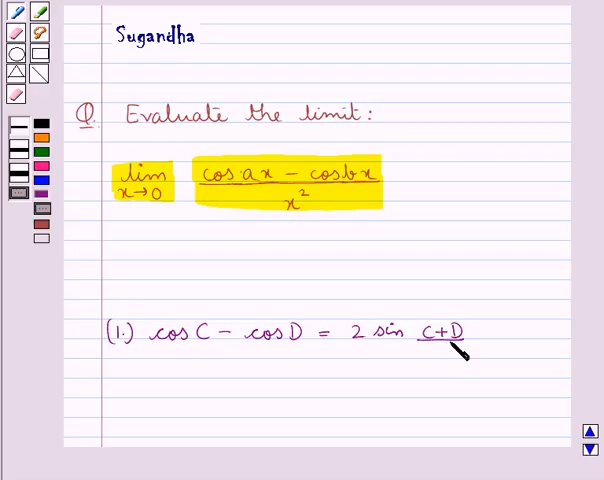 Sugandha
Q. Evaluate the limit:
lim x→0 (cos ax − cos bx) / x²
(1.) cos C − cos D = 2 sin C+D